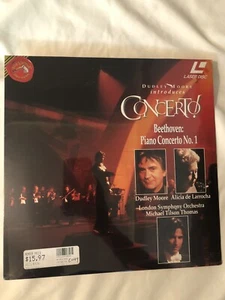 LASER DISC
DUDLEY MOORE
introduces
CONCERTO!
Beethoven:
Piano Concerto No. 1
Dudley Moore Alicia de Larrocha
London Symphony Orchestra
Michael Tilson Thomas
$15.97